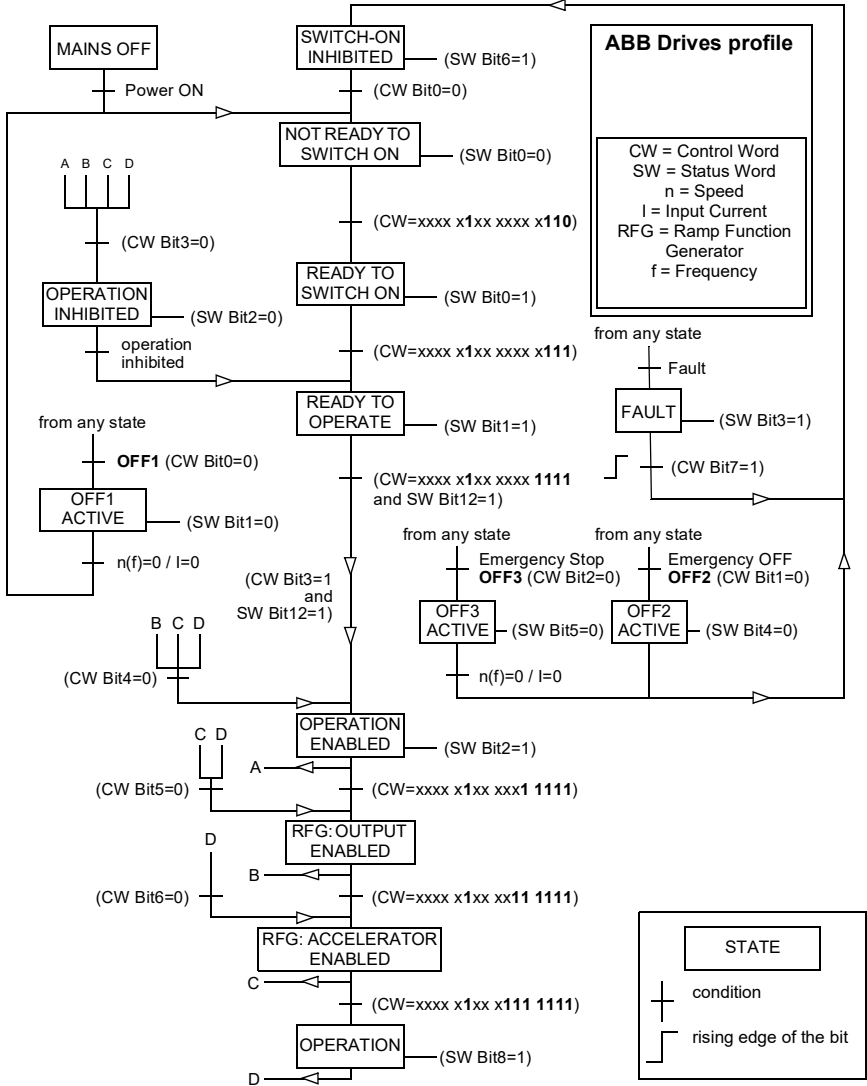 MAINS OFF
Power ON
SWITCH-ON
INHIBITED
(SW Bit6=1)
(CW Bit0=0)
NOT READY TO
SWITCH ON
(SW Bit0=0)
A B C D
(CW Bit3=0)
(CW=xxxx x1xx xxxx x110)
OPERATION
INHIBITED
(SW Bit2=0)
operation
inhibited
READY TO
SWITCH ON
(SW Bit0=1)
(CW=xxxx x1xx xxxx x111)
READY TO
OPERATE
(SW Bit1=1)
(CW=xxxx x1xx xxxx 1111
and SW Bit12=1)
from any state
OFF1 (CW Bit0=0)
OFF1
ACTIVE
(SW Bit1=0)
n(f)=0 / I=0
(CW Bit3=1
and
SW Bit12=1)
ABB Drives profile
CW = Control Word
SW = Status Word
n = Speed
I = Input Current
RFG = Ramp Function
Generator
f = Frequency
from any state
Fault
FAULT
(SW Bit3=1)
(CW Bit7=1)
from any state
Emergency Stop
OFF3 (CW Bit2=0)
OFF3
ACTIVE
(SW Bit5=0)
n(f)=0 / I=0
from any state
Emergency OFF
OFF2 (CW Bit1=0)
OFF2
ACTIVE
(SW Bit4=0)
B C D
(CW Bit4=0)
OPERATION
ENABLED
(SW Bit2=1)
A
C D
(CW Bit5=0)
(CW=xxxx x1xx xxx1 1111)
RFG: OUTPUT
ENABLED
B
D
(CW Bit6=0)
(CW=xxxx x1xx xx11 1111)
RFG: ACCELERATOR
ENABLED
C
(CW=xxxx x1xx x111 1111)
OPERATION
(SW Bit8=1)
D
STATE
condition
rising edge of the bit